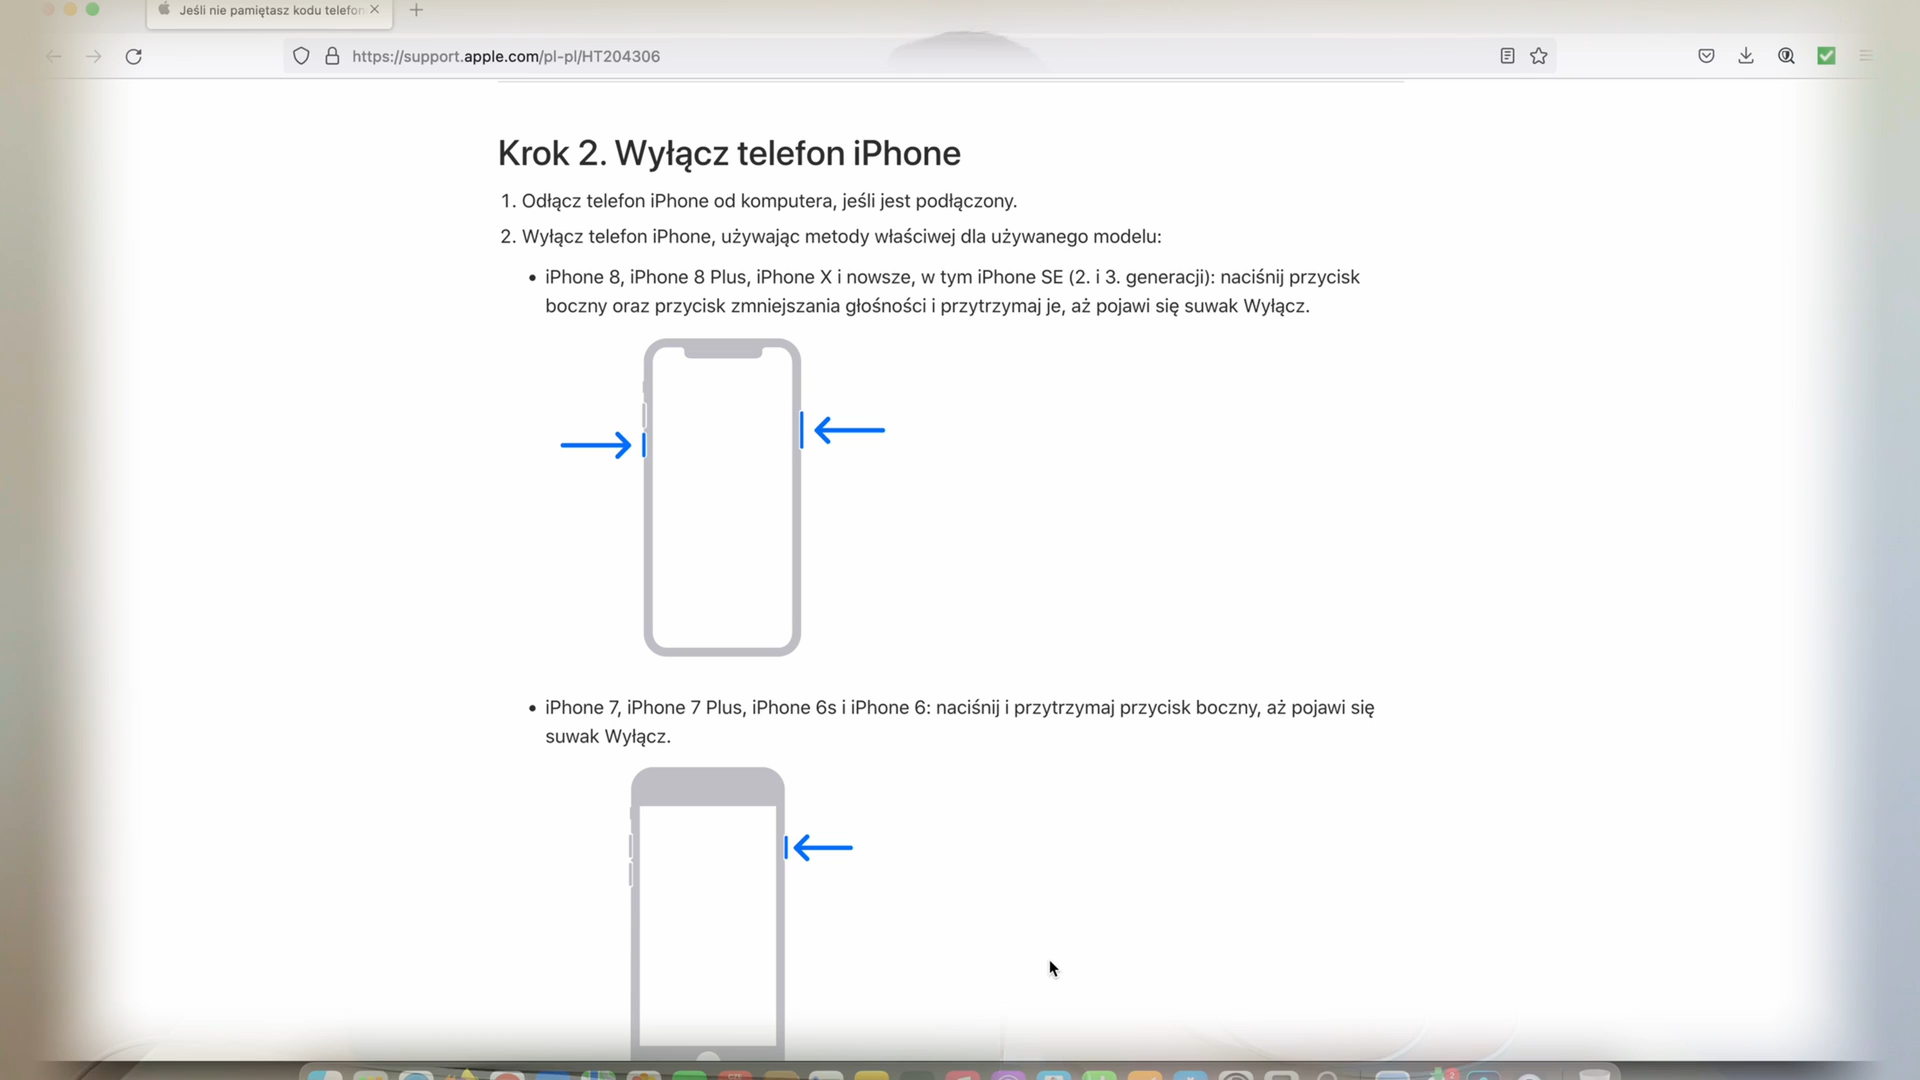 Jeśli nie pamiętasz kodu telefon
https://support.apple.com/pl-pl/HT204306
Krok 2. Wyłącz telefon iPhone
1. Odłącz telefon iPhone od komputera, jeśli jest podłączony.
2. Wyłącz telefon iPhone, używając metody właściwej dla używanego modelu:
• iPhone 8, iPhone 8 Plus, iPhone X i nowsze, w tym iPhone SE (2. i 3. generacji): naciśnij przycisk
boczny oraz przycisk zmniejszania głośności i przytrzymaj je, aż pojawi się suwak Wyłącz.
• iPhone 7, iPhone 7 Plus, iPhone 6s i iPhone 6: naciśnij i przytrzymaj przycisk boczny, aż pojawi się
suwak Wyłącz.